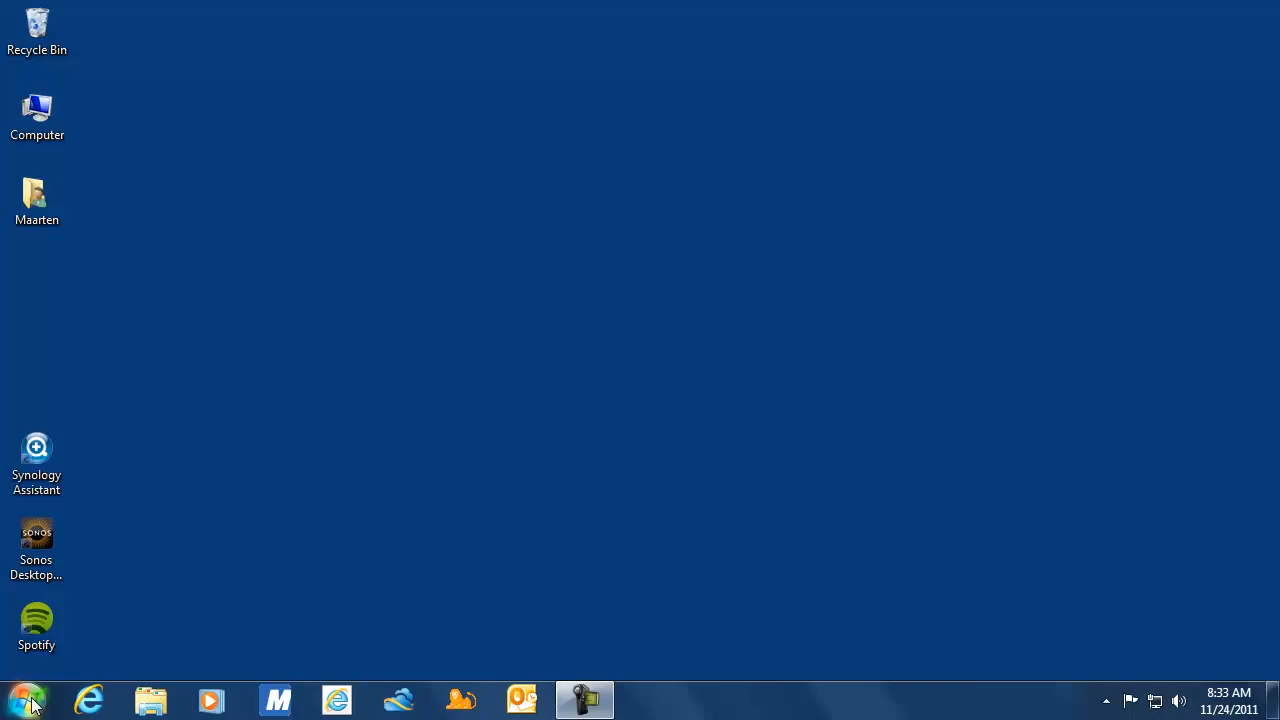 Recycle Bin
Computer
Maarten
Synology
Assistant
SONOS
Sonos
Desktop...
Spotify
M
8:33 AM
11/24/2011